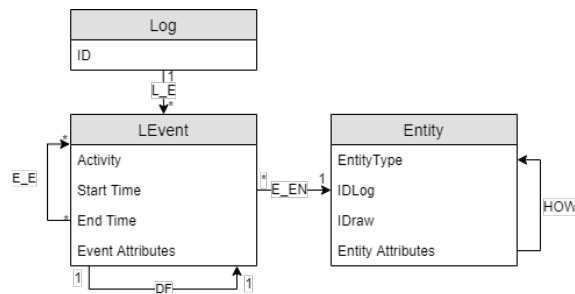 Log
ID
1
L_E
*
LEvent
Activity
Start Time
End Time
Event Attributes
*
E_E
*
*
E_EN
1
Entity
EntityType
IDLog
IDraw
Entity Attributes
HOW
1
DF
1